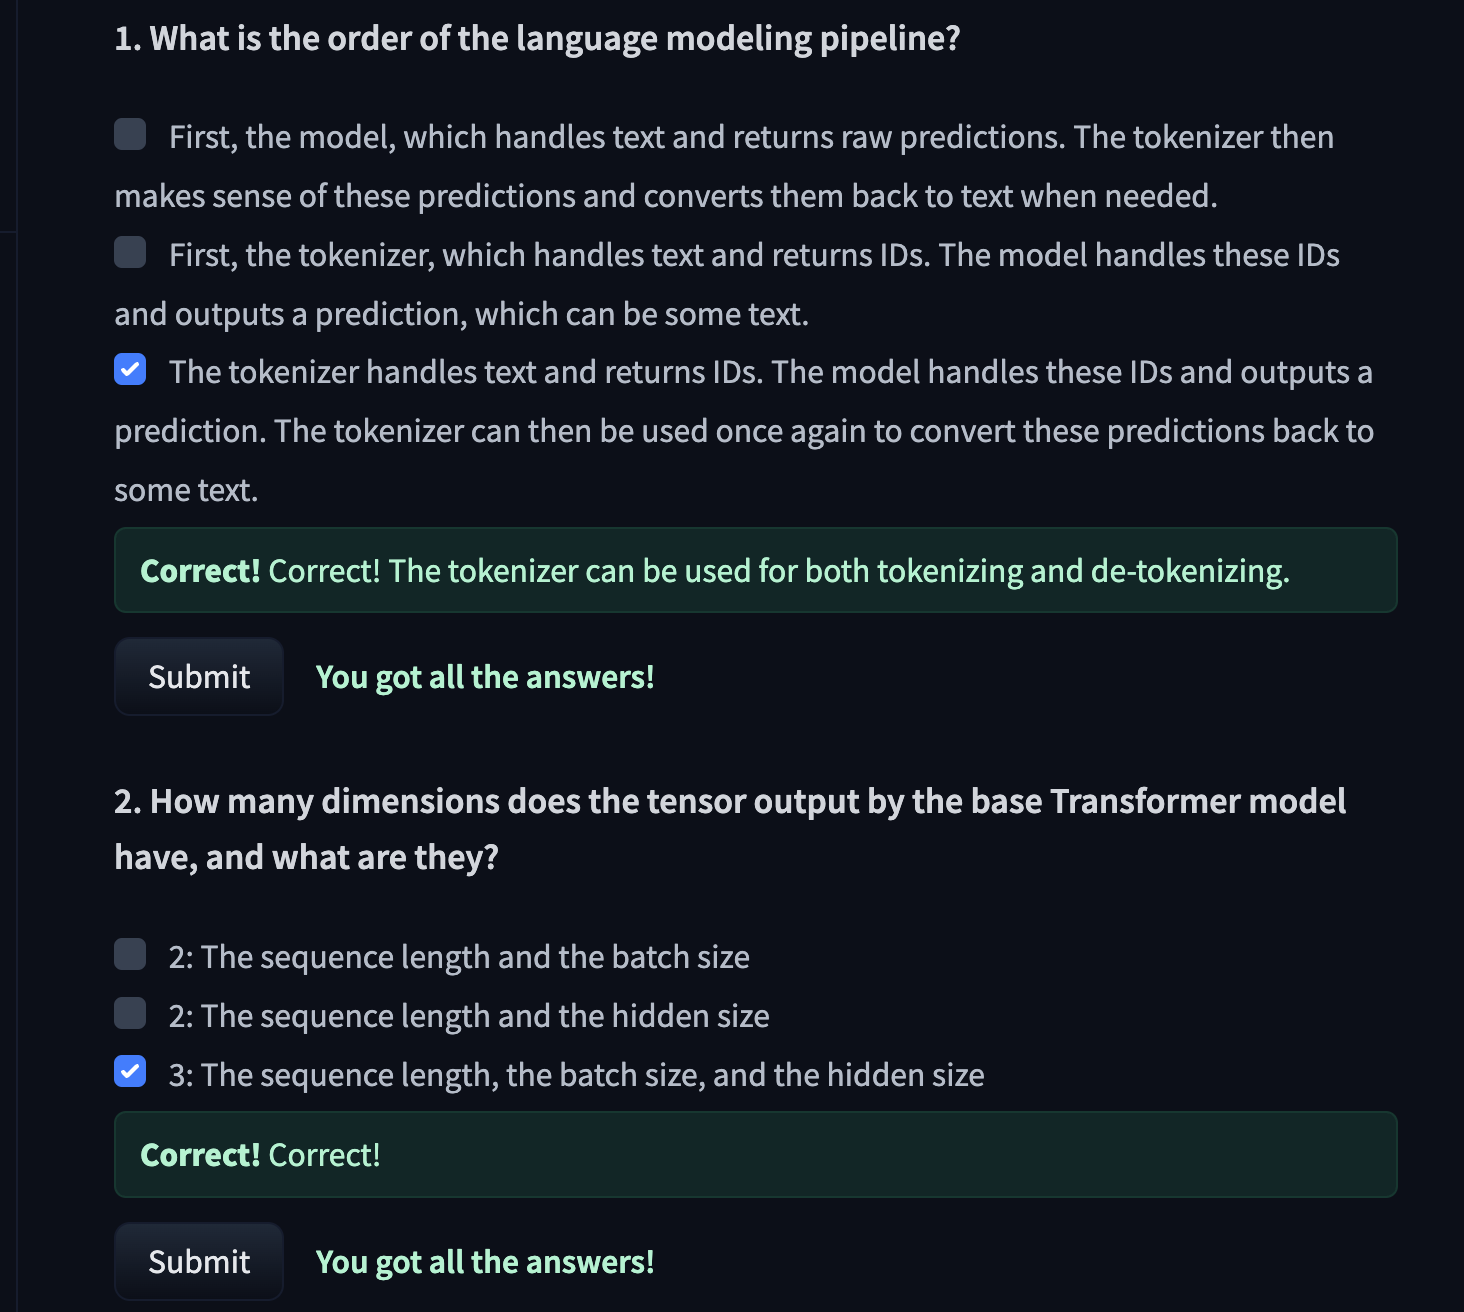 1. What is the order of the language modeling pipeline?
First, the model, which handles text and returns raw predictions. The tokenizer then
makes sense of these predictions and converts them back to text when needed.
First, the tokenizer, which handles text and returns IDs. The model handles these IDs
and outputs a prediction, which can be some text.
The tokenizer handles text and returns IDs. The model handles these IDs and outputs a
prediction. The tokenizer can then be used once again to convert these predictions back to
some text.
Correct! Correct! The tokenizer can be used for both tokenizing and de-tokenizing.
Submit You got all the answers!
2. How many dimensions does the tensor output by the base Transformer model
have, and what are they?
2: The sequence length and the batch size
2: The sequence length and the hidden size
3: The sequence length, the batch size, and the hidden size
Correct! Correct!
Submit You got all the answers!